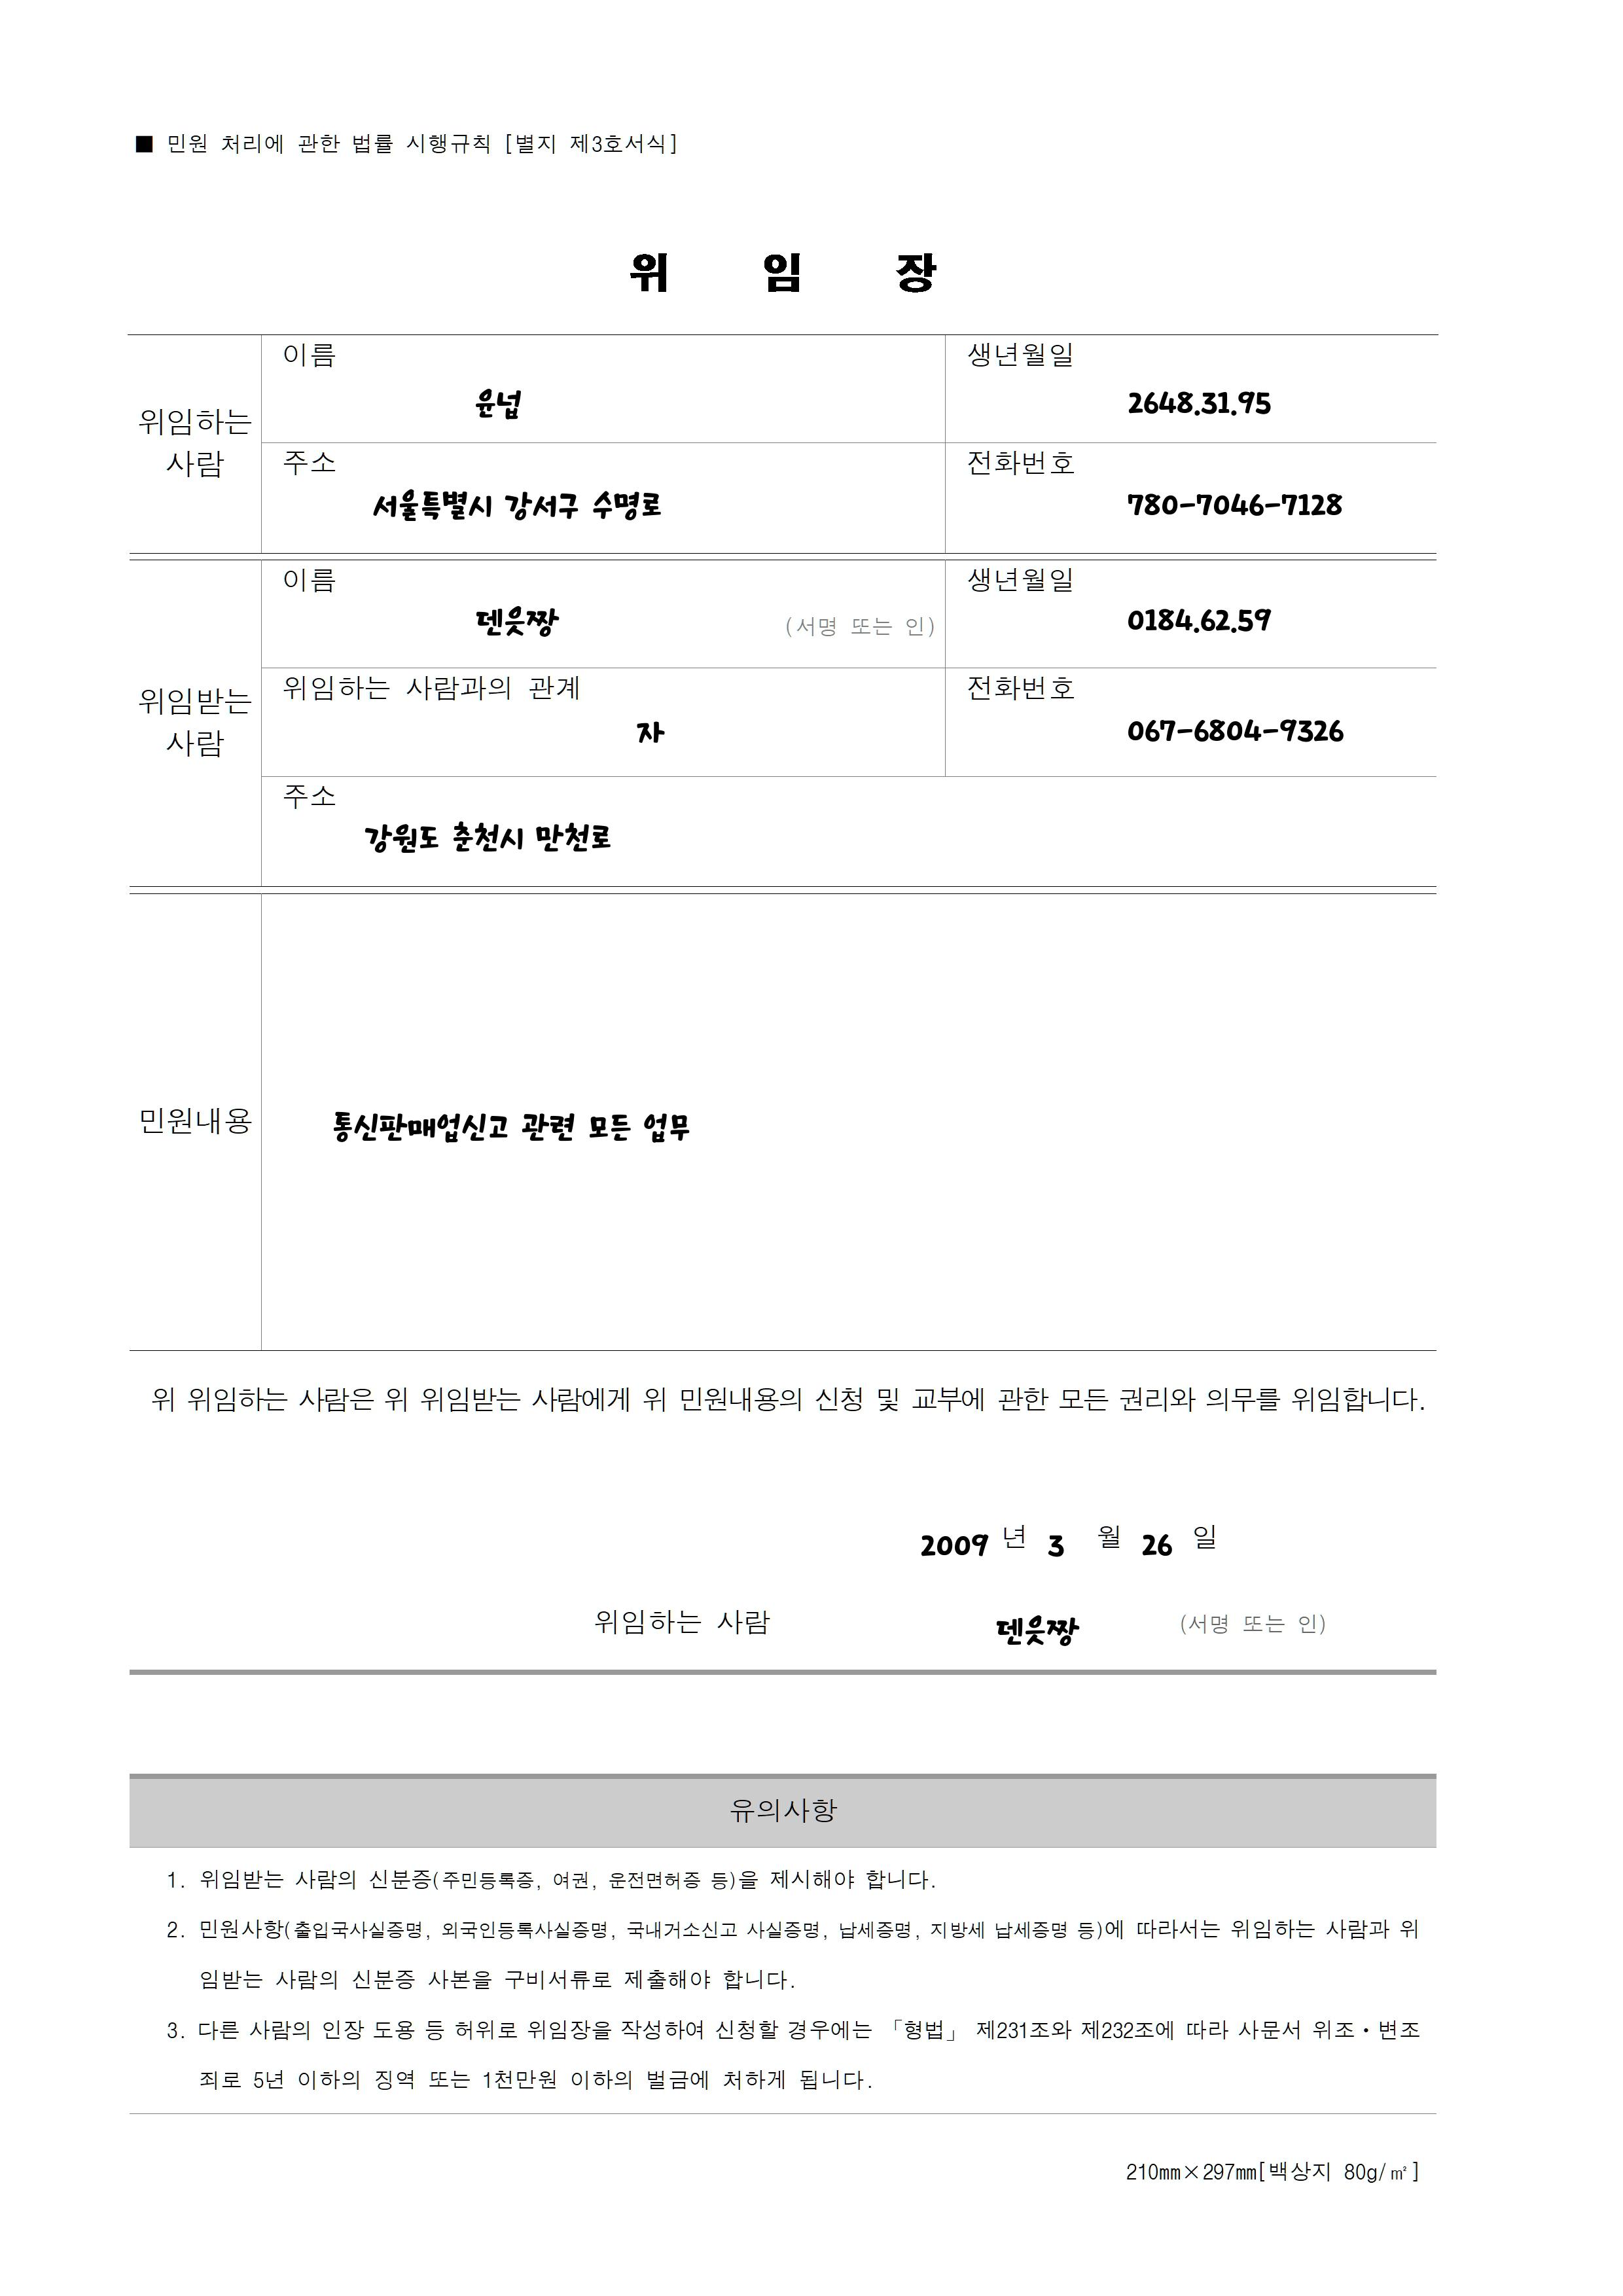 ■ 민원 처리에 관한 법률 시행규칙 [별지 제3호서식]
위 임 장
위임하는 사람
이름
윤넙
생년월일
2648.31.95
주소
서울특별시 강서구 수명로
전화번호
780-7046-7128
위임받는 사람
이름
덴읏짱
(서명 또는 인)
생년월일
0184.62.59
위임하는 사람과의 관계
자
전화번호
067-6804-9326
주소
강원도 춘천시 만천로
민원내용
통신판매업신고 관련 모든 업무
위 위임하는 사람은 위 위임받는 사람에게 위 민원내용의 신청 및 교부에 관한 모든 권리와 의무를 위임합니다.
2009 년 3 월 26 일
위임하는 사람 덴읏짱 (서명 또는 인)
유의사항
1. 위임받는 사람의 신분증(주민등록증, 여권, 운전면허증 등)을 제시해야 합니다.
2. 민원사항(출입국사실증명, 외국인등록사실증명, 국내거소신고 사실증명, 납세증명, 지방세 납세증명 등)에 따라서는 위임하는 사람과 위
임받는 사람의 신분증 사본을 구비서류로 제출해야 합니다.
3. 다른 사람의 인장 도용 등 허위로 위임장을 작성하여 신청할 경우에는 「형법」 제231조와 제232조에 따라 사문서 위조·변조
죄로 5년 이하의 징역 또는 1천만원 이하의 벌금에 처하게 됩니다.
210㎜×297㎜[백상지 80g/㎡]